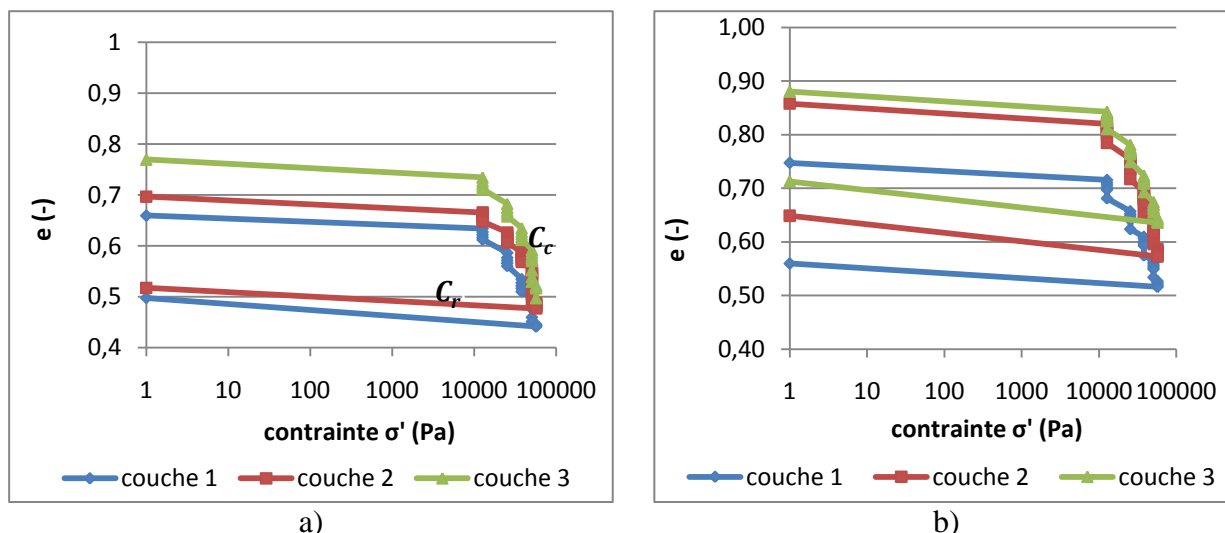 1
0,9
0,8
0,7
0,6
0,5
0,4
e (-)
C_c
C_r
1 10 100 1000 10000 100000
contrainte σ' (Pa)
couche 1 couche 2 couche 3
a)
1,00
0,90
0,80
0,70
0,60
0,50
0,40
e (-)
1 10 100 1000 10000 100000
contrainte σ' (Pa)
couche 1 couche 2 couche 3
b)